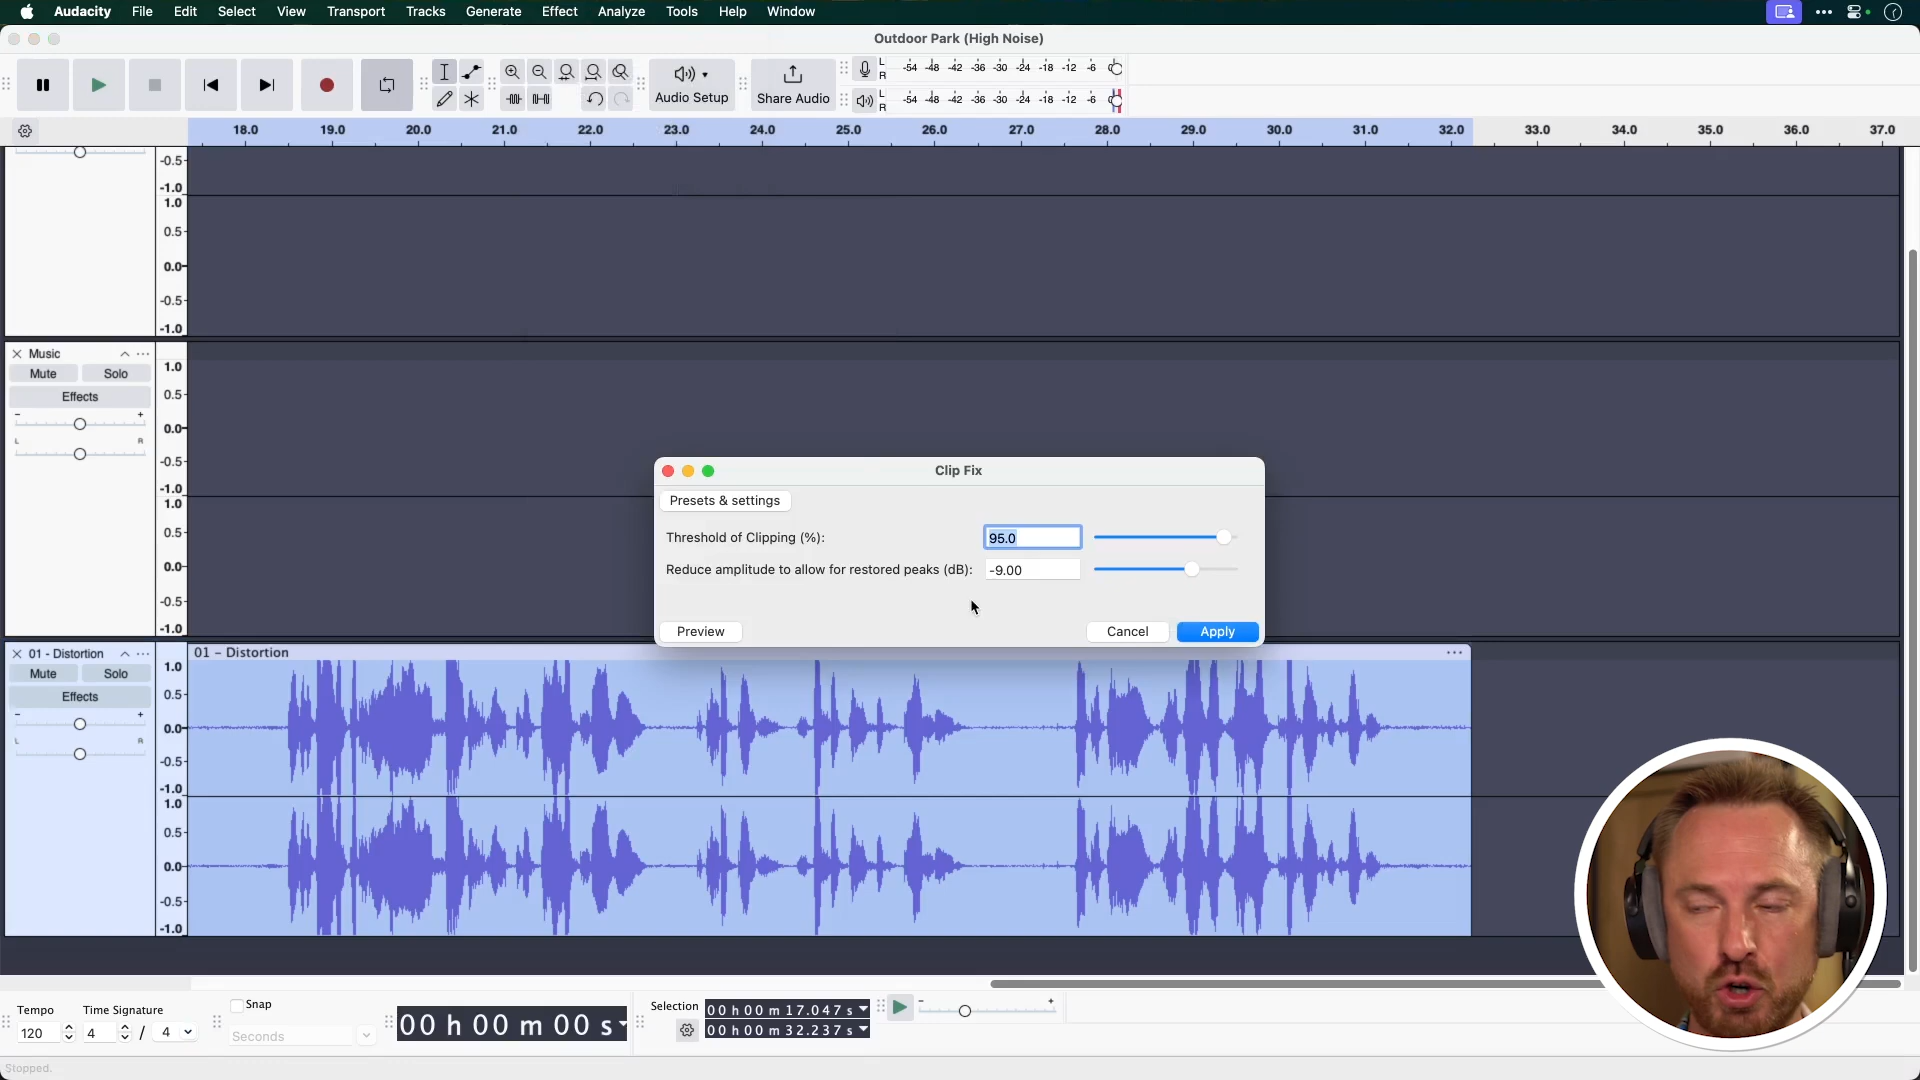 Audacity File Edit Select View Transport Tracks Generate Effect Analyze Tools Help Window
Outdoor Park (High Noise)
Audio Setup
Share Audio
L
R
-54 -48 -42 -36 -30 -24 -18 -12 -6 0
L
R
-54 -48 -42 -36 -30 -24 -18 -12 -6 0
18.0 19.0 20.0 21.0 22.0 23.0 24.0 25.0 26.0 27.0 28.0 29.0 30.0 31.0 32.0 33.0 34.0 35.0 36.0 37.0
-0.5
-1.0
1.0
0.5
0.0
-0.5
-1.0
Music
Mute Solo
Effects
- +
L R
1.0
0.5
0.0
-0.5
-1.0
1.0
0.5
0.0
-0.5
-1.0
Clip Fix
Presets & settings
Threshold of Clipping (%): 95.0
Reduce amplitude to allow for restored peaks (dB): -9.00
Preview Cancel Apply
01 - Distortion
Mute Solo
Effects
- +
L R
01 - Distortion
1.0
0.5
0.0
-0.5
-1.0
1.0
0.5
0.0
-0.5
-1.0
Tempo
120
Time Signature
4 / 4
Snap
Seconds
00 h 00 m 00 s
Selection
00 h 00 m 17.047 s
00 h 00 m 32.237 s
- +
Stopped.